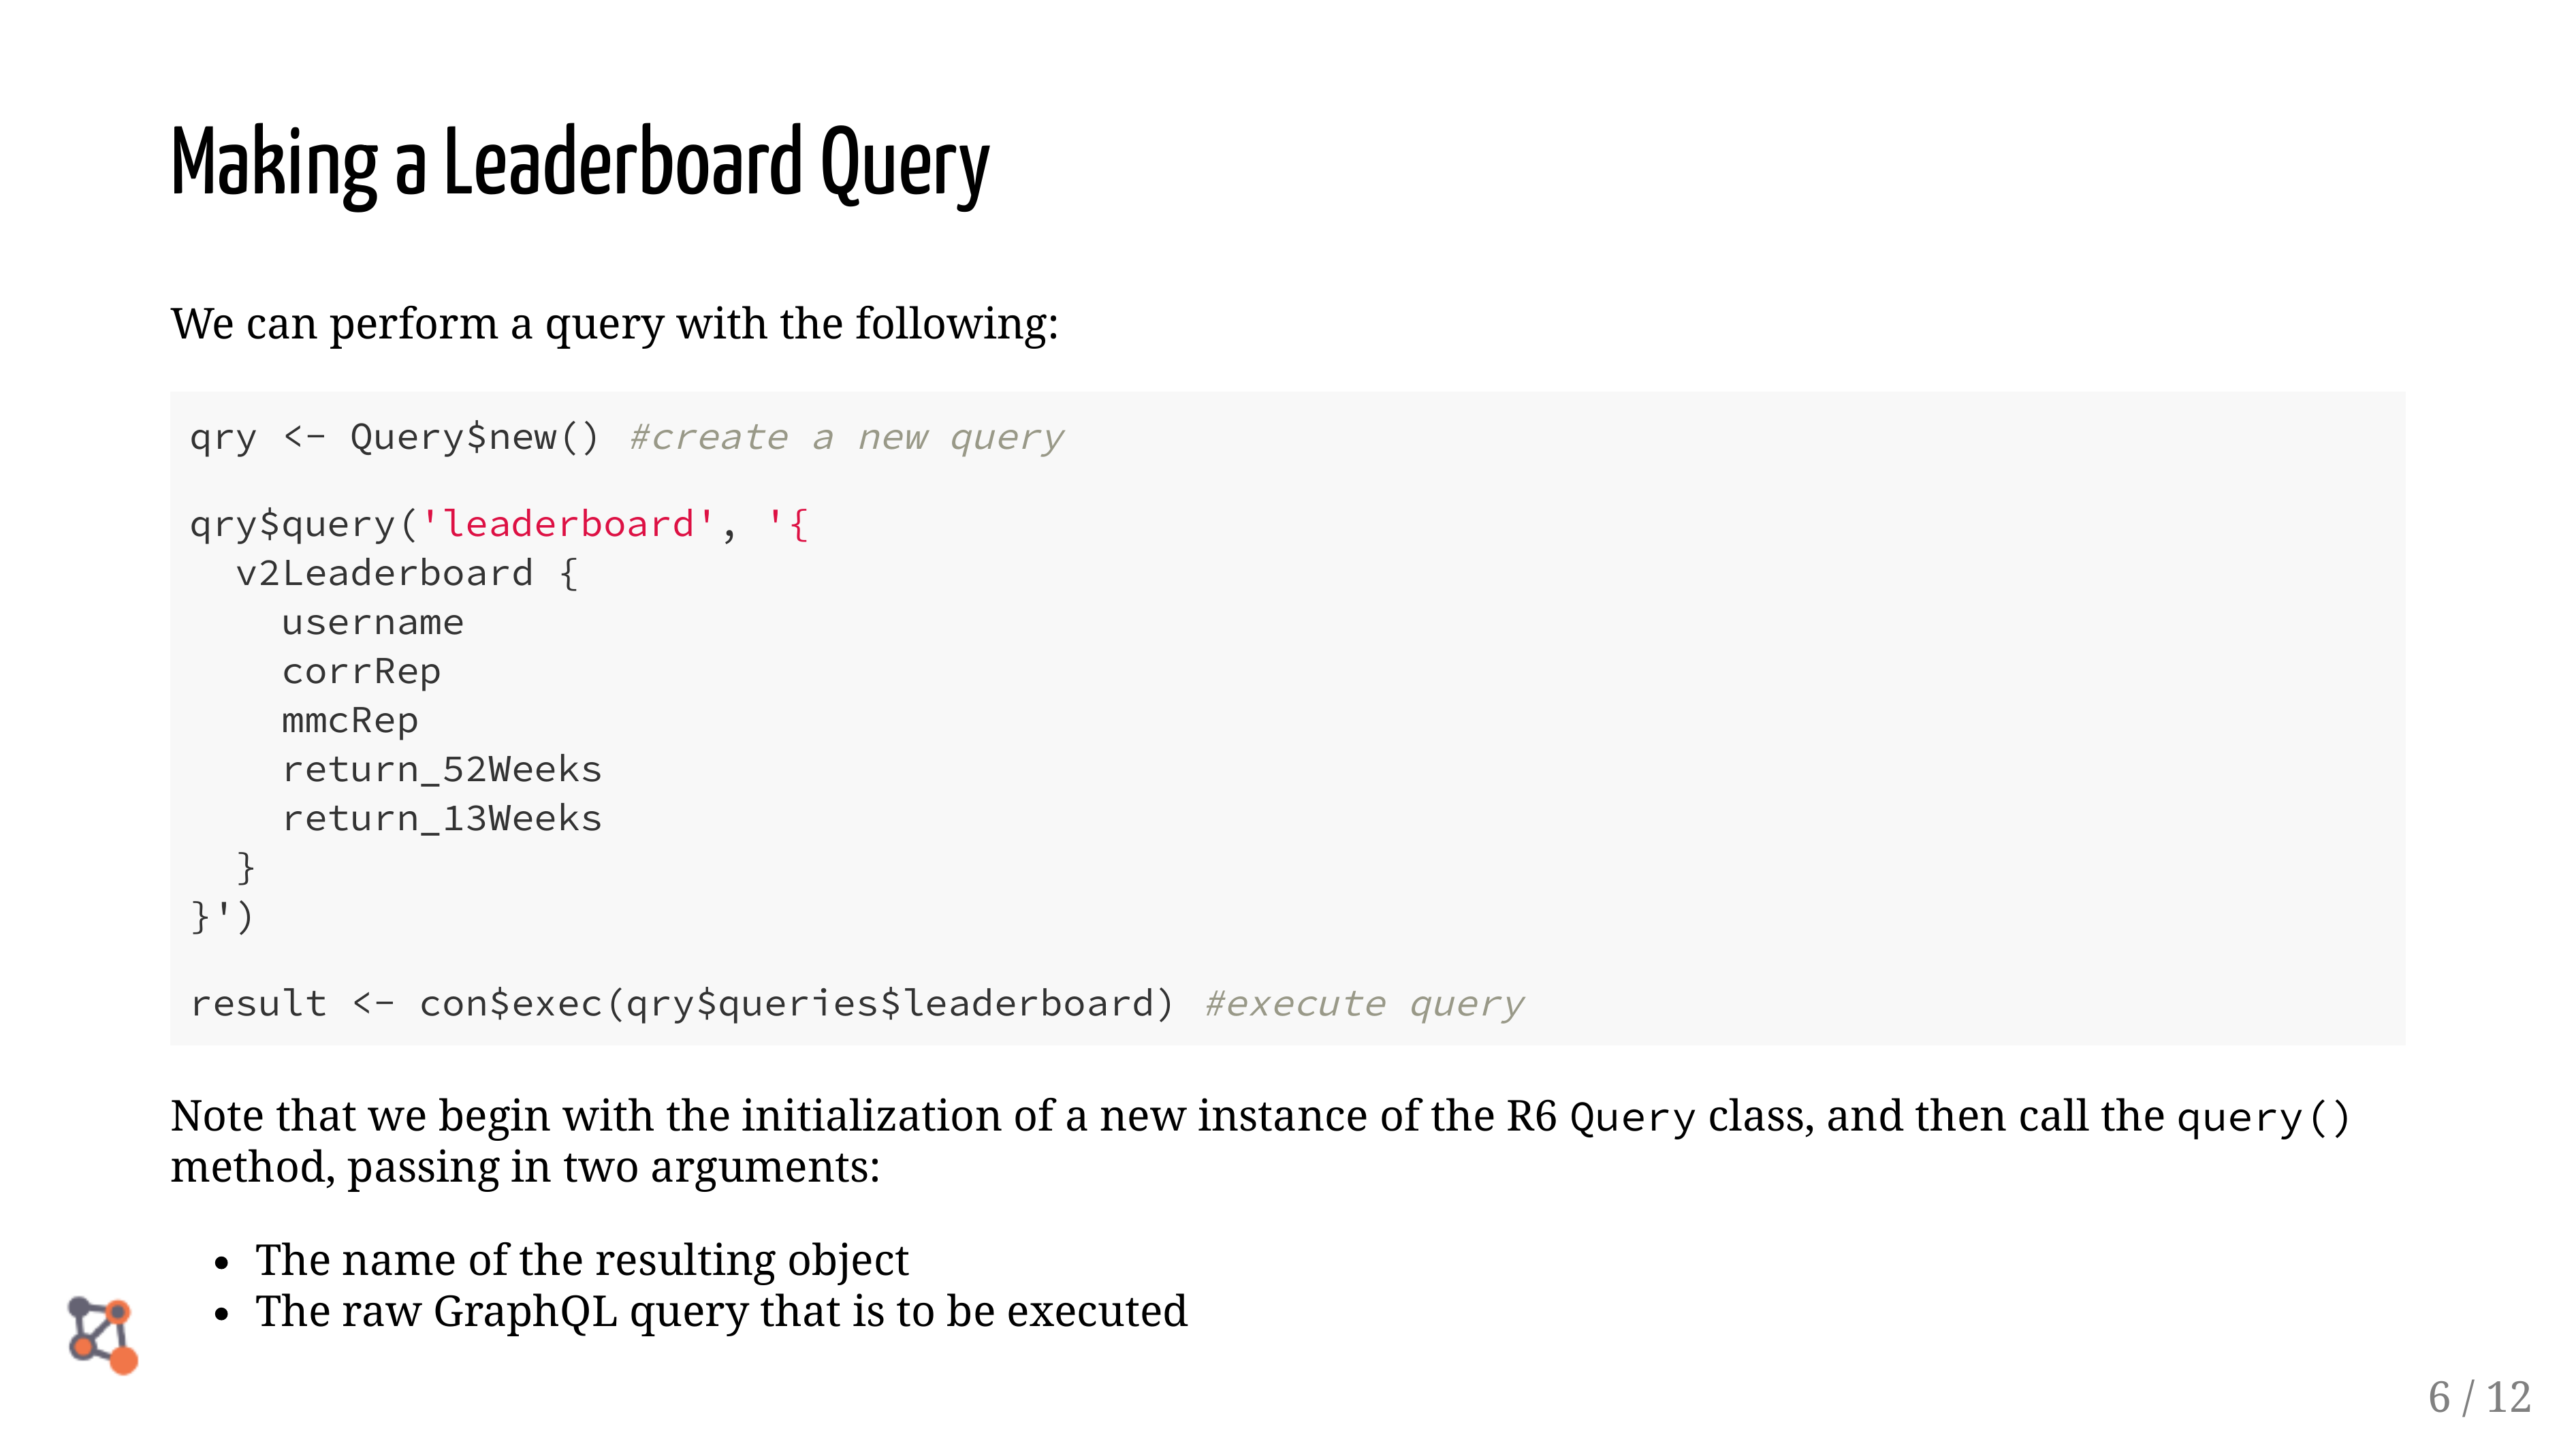 Making a Leaderboard Query
We can perform a query with the following:
qry <- Query$new() #create a new query
qry$query('leaderboard', '{
  v2Leaderboard {
    username
    corrRep
    mmcRep
    return_52Weeks
    return_13Weeks
  }
}')
result <- con$exec(qry$queries$leaderboard) #execute query
Note that we begin with the initialization of a new instance of the R6 Query class, and then call the query()
method, passing in two arguments:
• The name of the resulting object
• The raw GraphQL query that is to be executed
6 / 12